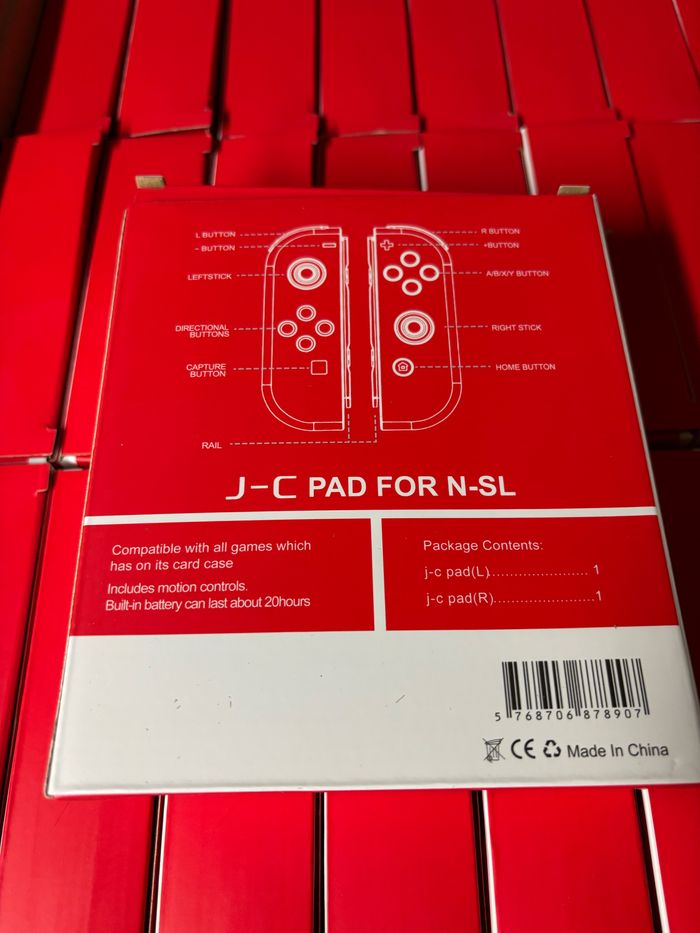 L BUTTON
- BUTTON
LEFTSTICK
DIRECTIONAL
BUTTONS
CAPTURE
BUTTON
RAIL
R BUTTON
+BUTTON
A/B/X/Y BUTTON
RIGHT STICK
HOME BUTTON
J-C PAD FOR N-SL
Compatible with all games which
has on its card case
Includes motion controls.
Built-in battery can last about 20hours
Package Contents:
j-c pad(L)...................... 1
j-c pad(R).......................1
5 768706 878907
CE Made In China